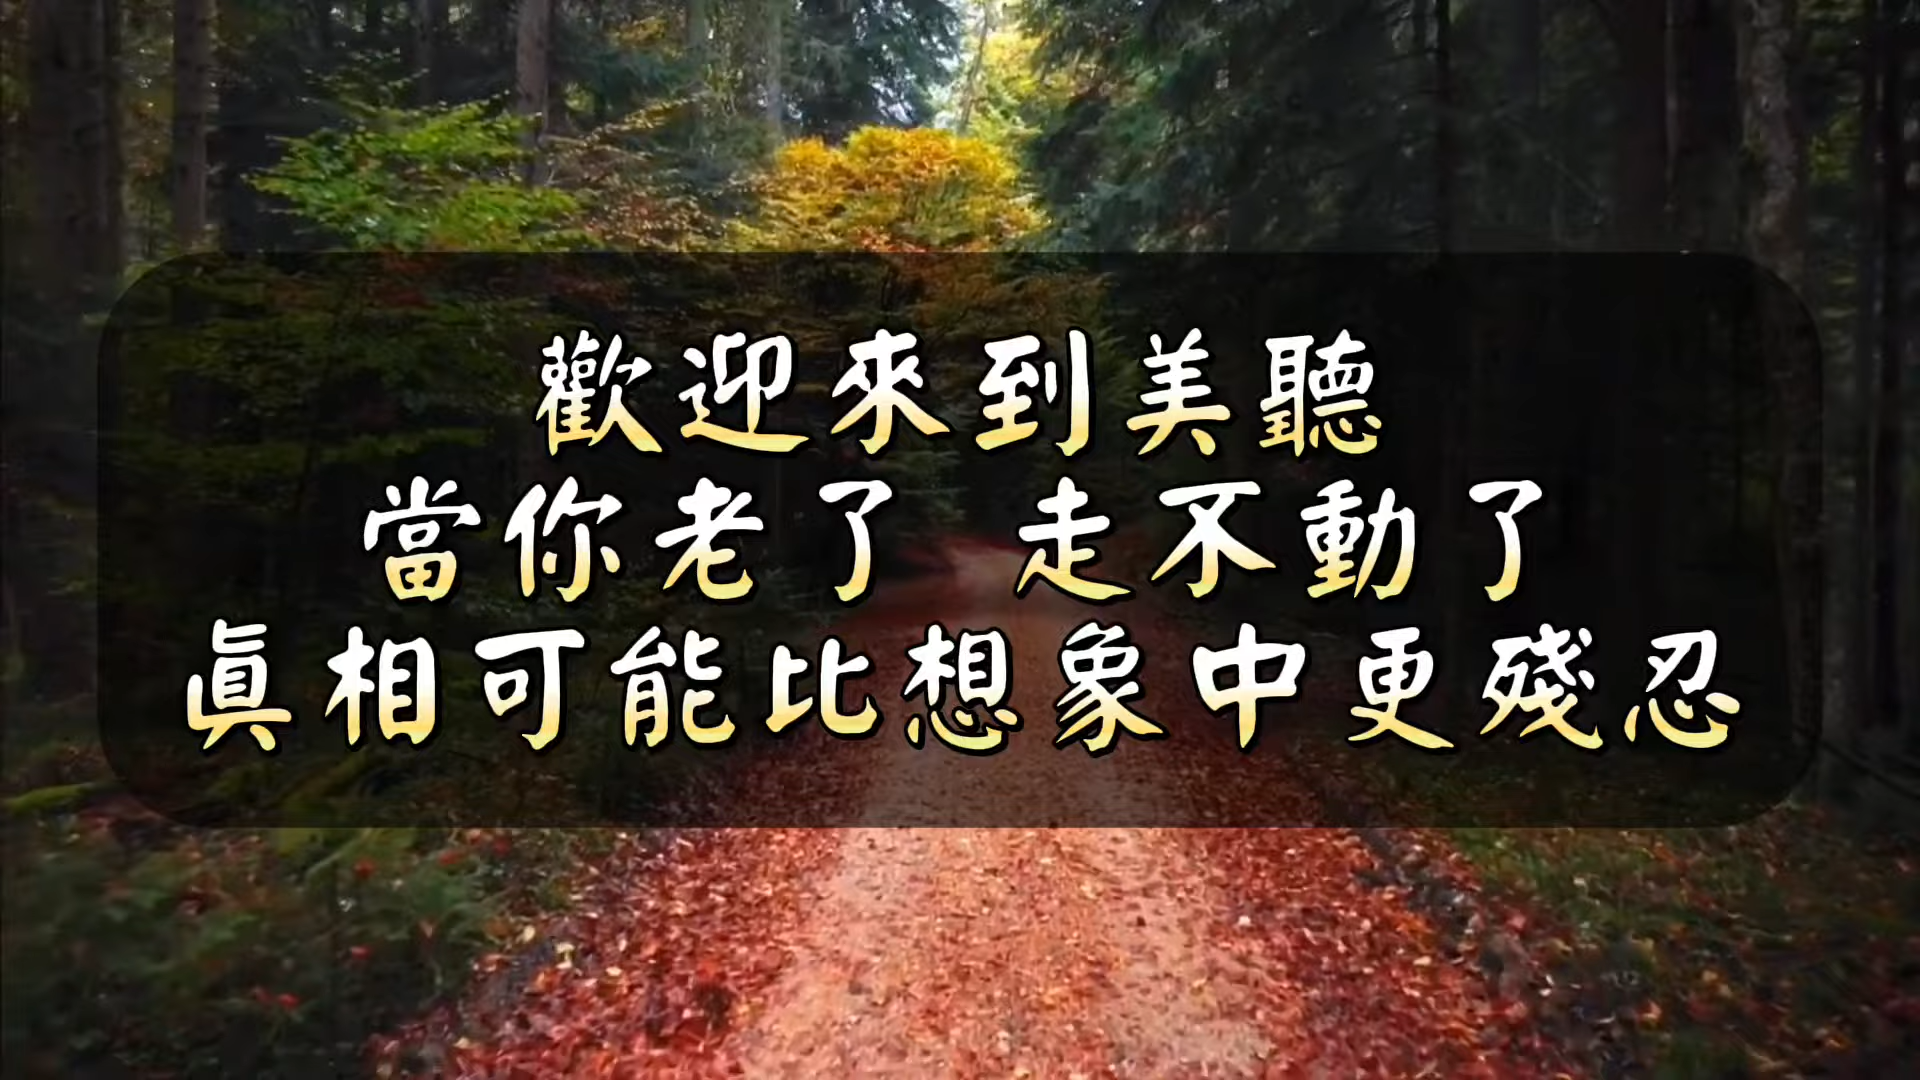 歡迎來到美聽
當你老了 走不動了
眞相可能比想象中更殘忍